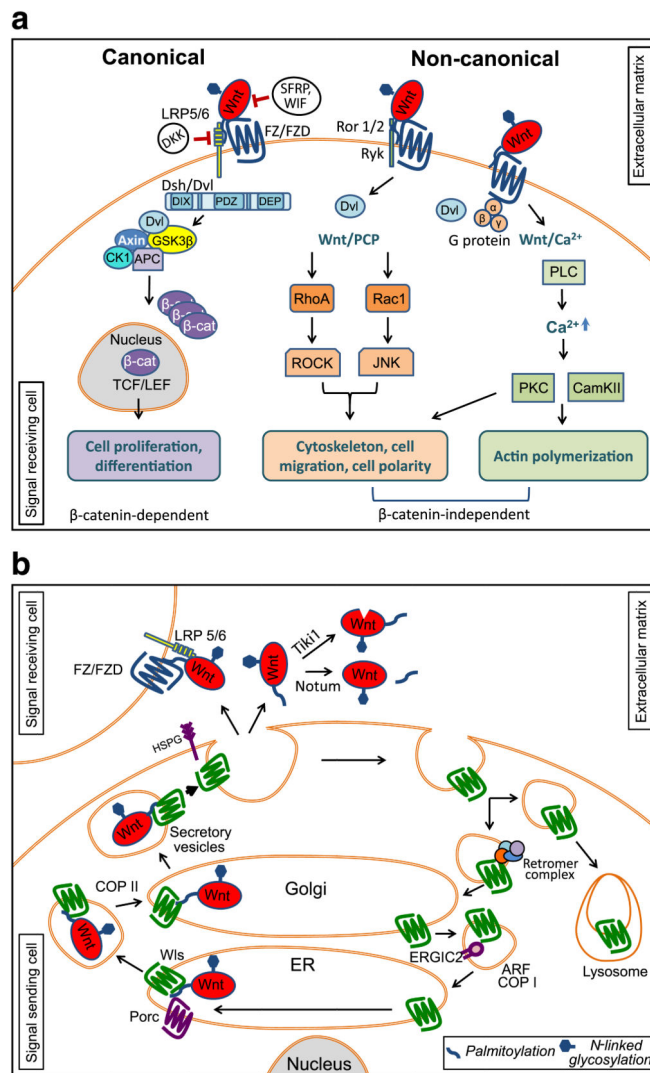 a
Canonical
Non-canonical
Extracellular matrix
Wnt
SFRP,
WIF
LRP5/6
DKK
FZ/FZD
Ror 1/2
Ryk
Wnt
Wnt
Dsh/Dvl
DIX
PDZ
DEP
Dvl
Axin
GSK3β
CK1
APC
Dvl
Wnt/PCP
Dvl
α
β
γ
G protein
Wnt/Ca2+
PLC
β-cat
β-cat
β-cat
RhoA
Rac1
Ca2+
Nucleus
β-cat
TCF/LEF
ROCK
JNK
PKC
CamKII
Signal receiving cell
Cell proliferation,
differentiation
Cytoskeleton, cell
migration, cell polarity
Actin polymerization
β-catenin-dependent
β-catenin-independent
b
Signal receiving cell
Extracellular matrix
LRP 5/6
FZ/FZD
Wnt
Wnt
Tiki1
Wnt
Notum
Wnt
HSPG
Wnt
Secretory
vesicles
Retromer
complex
COP II
Wnt
Golgi
Wnt
Lysosome
ERGIC2
ARF
COP I
Wls
ER
Wnt
Porc
Signal sending cell
Nucleus
Palmitoylation
N-linked
glycosylation